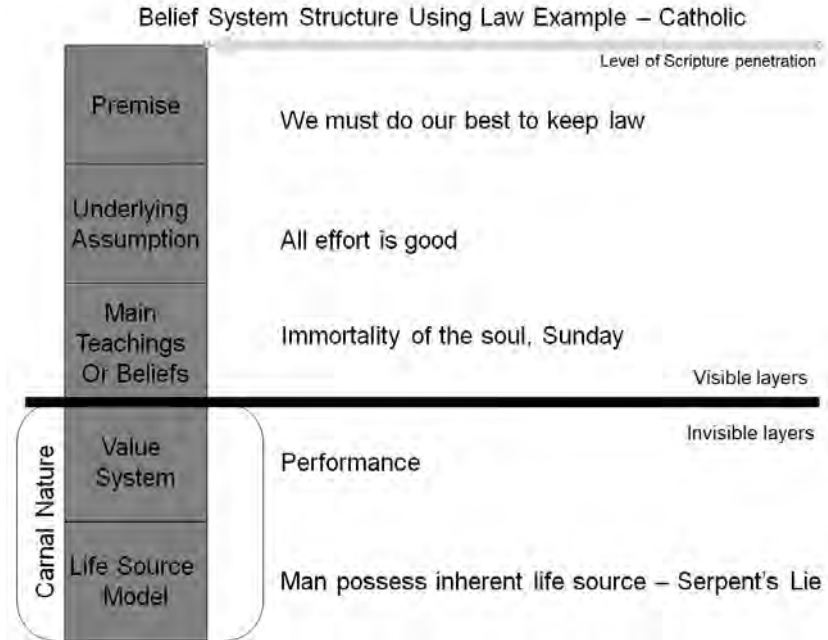 Belief System Structure Using Law Example – Catholic
Level of Scripture penetration
Premise
We must do our best to keep law
Underlying
Assumption
All effort is good
Main
Teachings
Or Beliefs
Immortality of the soul, Sunday
Visible layers
Invisible layers
Carnal Nature
Value
System
Performance
Life Source
Model
Man possess inherent life source – Serpent's Lie